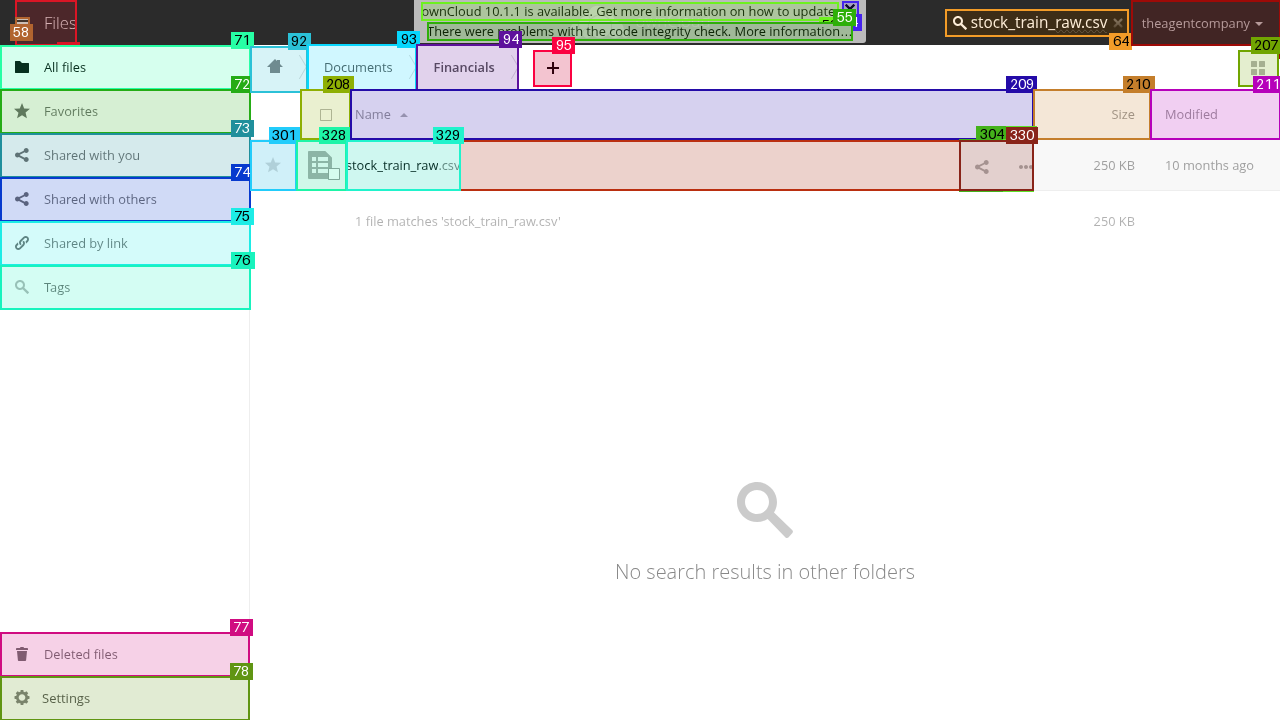 Files
ownCloud 10.1.1 is available. Get more information on how to update
There were problems with the code integrity check. More information…
stock_train_raw.csv
theagentcompany
58
55
64
71
92
93
94
95
207
All files
Documents
Financials
+
72
208
209
210
211
Favorites
Name
Size
Modified
73
301
328
329
304
330
Shared with you
stock_train_raw.csv
250 KB
10 months ago
74
Shared with others
75
1 file matches 'stock_train_raw.csv'
250 KB
Shared by link
76
Tags
No search results in other folders
77
Deleted files
78
Settings